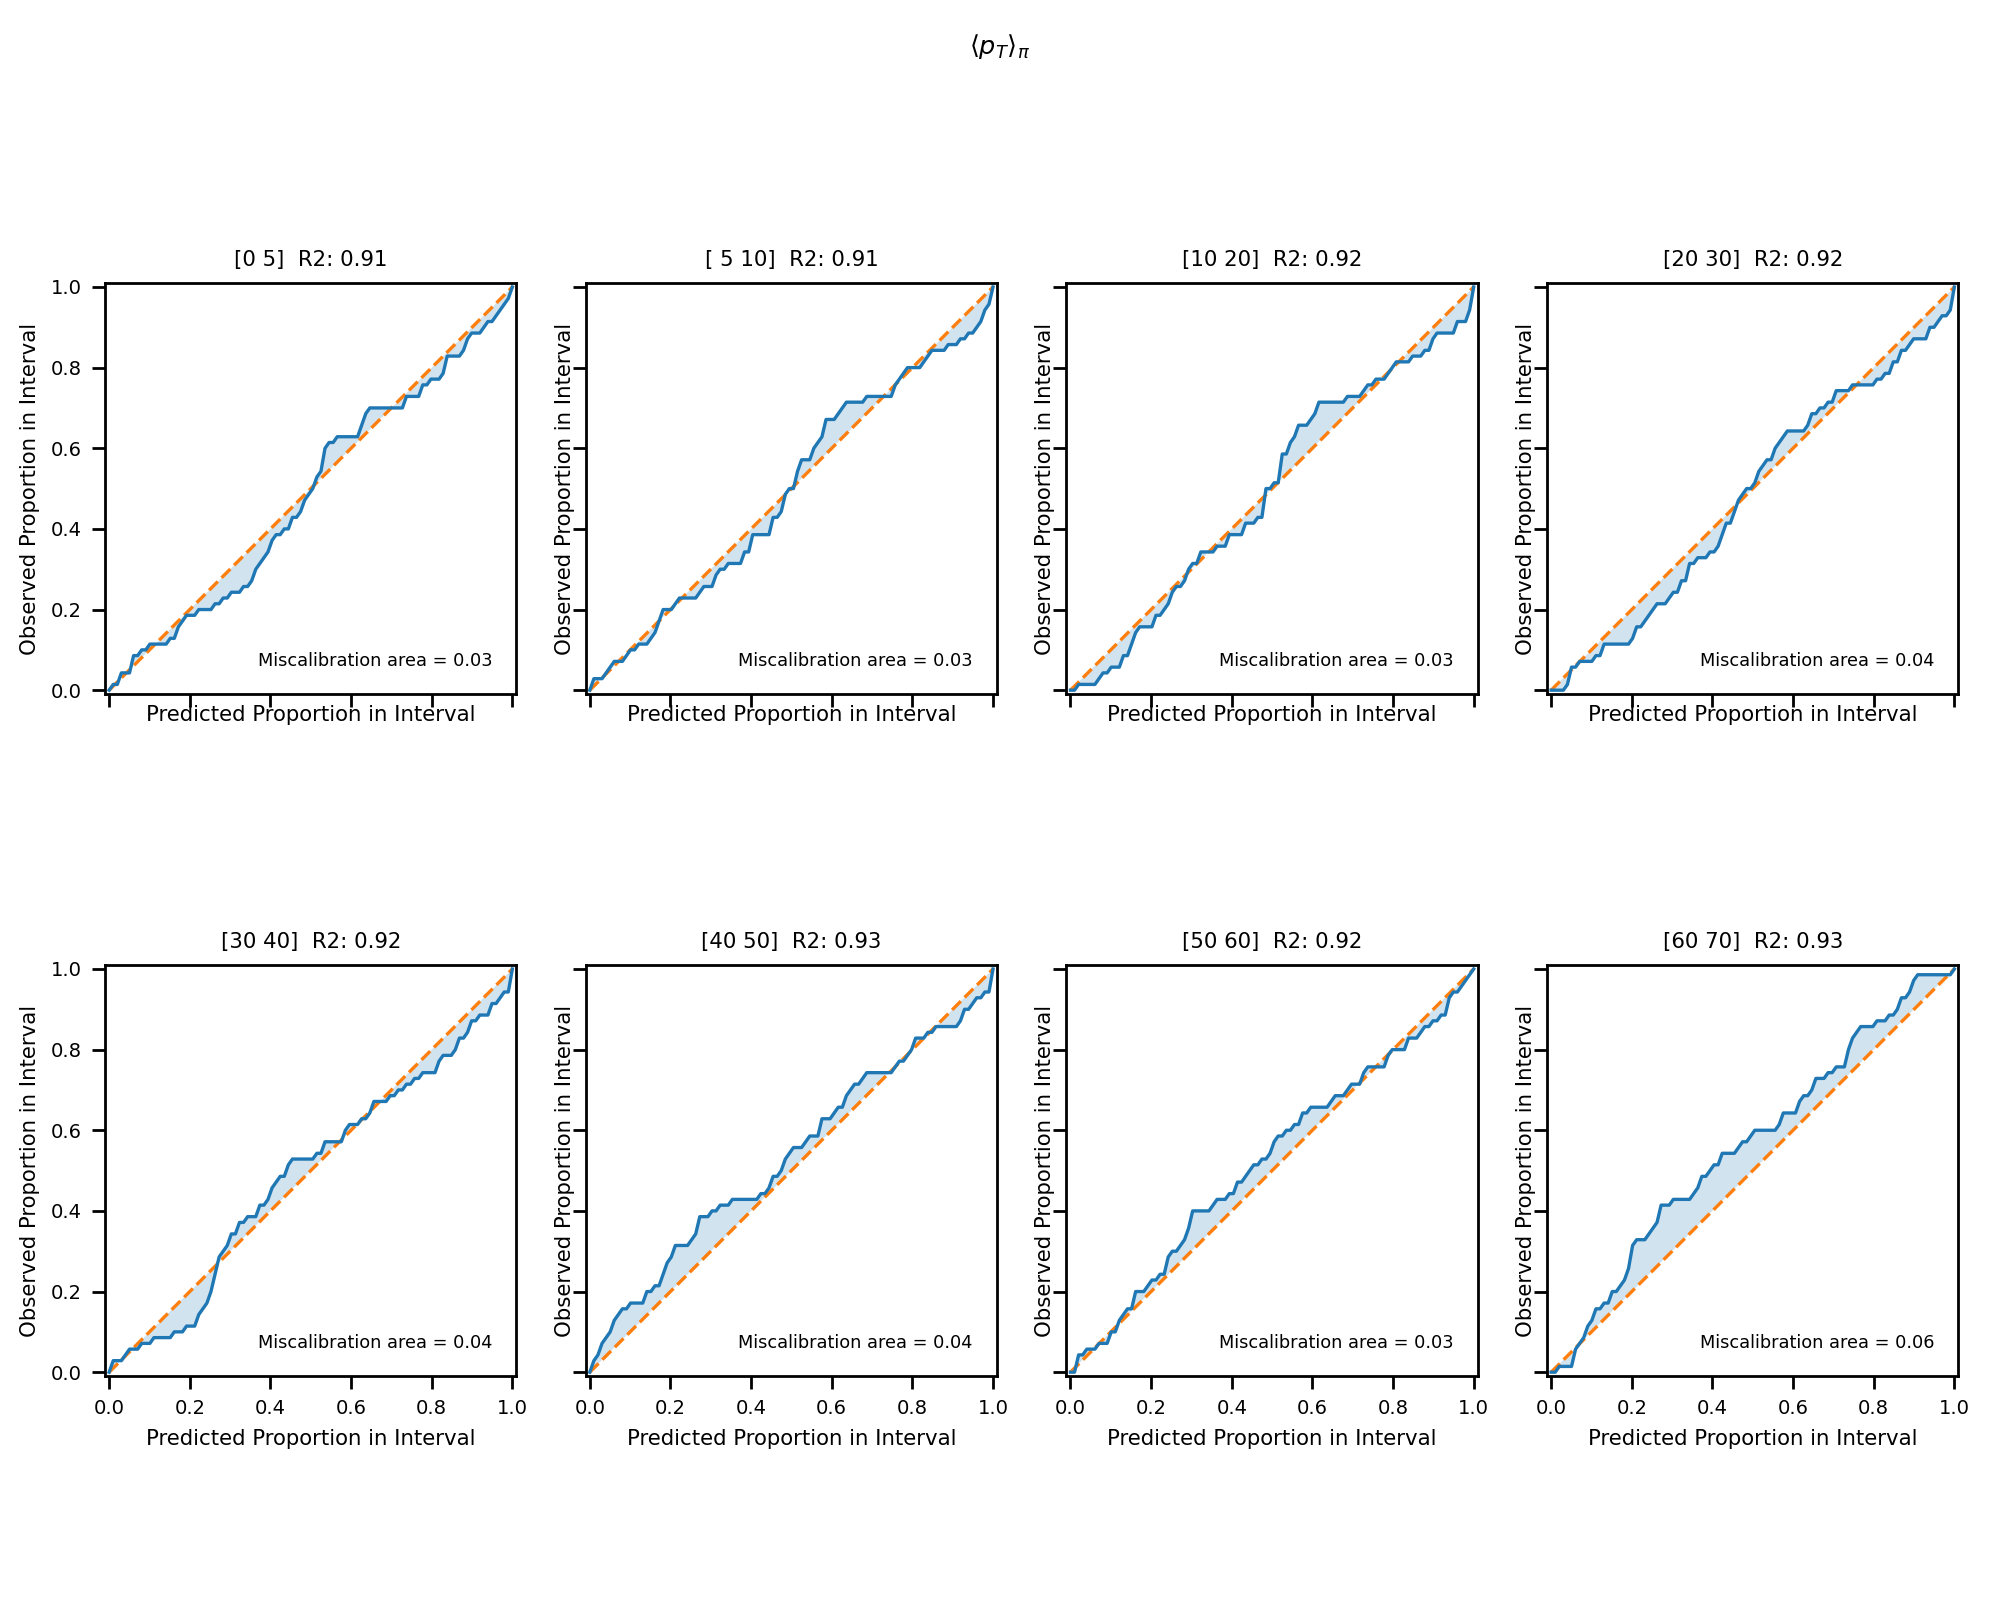 ⟨p_T⟩_π
[0 5]  R2: 0.91
[ 5 10]  R2: 0.91
[10 20]  R2: 0.92
[20 30]  R2: 0.92
1.0
0.8
0.6
0.4
0.2
0.0
Observed Proportion in Interval
Observed Proportion in Interval
Observed Proportion in Interval
Observed Proportion in Interval
Miscalibration area = 0.03
Miscalibration area = 0.03
Miscalibration area = 0.03
Miscalibration area = 0.04
Predicted Proportion in Interval
Predicted Proportion in Interval
Predicted Proportion in Interval
Predicted Proportion in Interval
[30 40]  R2: 0.92
[40 50]  R2: 0.93
[50 60]  R2: 0.92
[60 70]  R2: 0.93
1.0
0.8
0.6
0.4
0.2
0.0
Observed Proportion in Interval
Observed Proportion in Interval
Observed Proportion in Interval
Observed Proportion in Interval
Miscalibration area = 0.04
Miscalibration area = 0.04
Miscalibration area = 0.03
Miscalibration area = 0.06
0.0 0.2 0.4 0.6 0.8 1.0
0.0 0.2 0.4 0.6 0.8 1.0
0.0 0.2 0.4 0.6 0.8 1.0
0.0 0.2 0.4 0.6 0.8 1.0
Predicted Proportion in Interval
Predicted Proportion in Interval
Predicted Proportion in Interval
Predicted Proportion in Interval